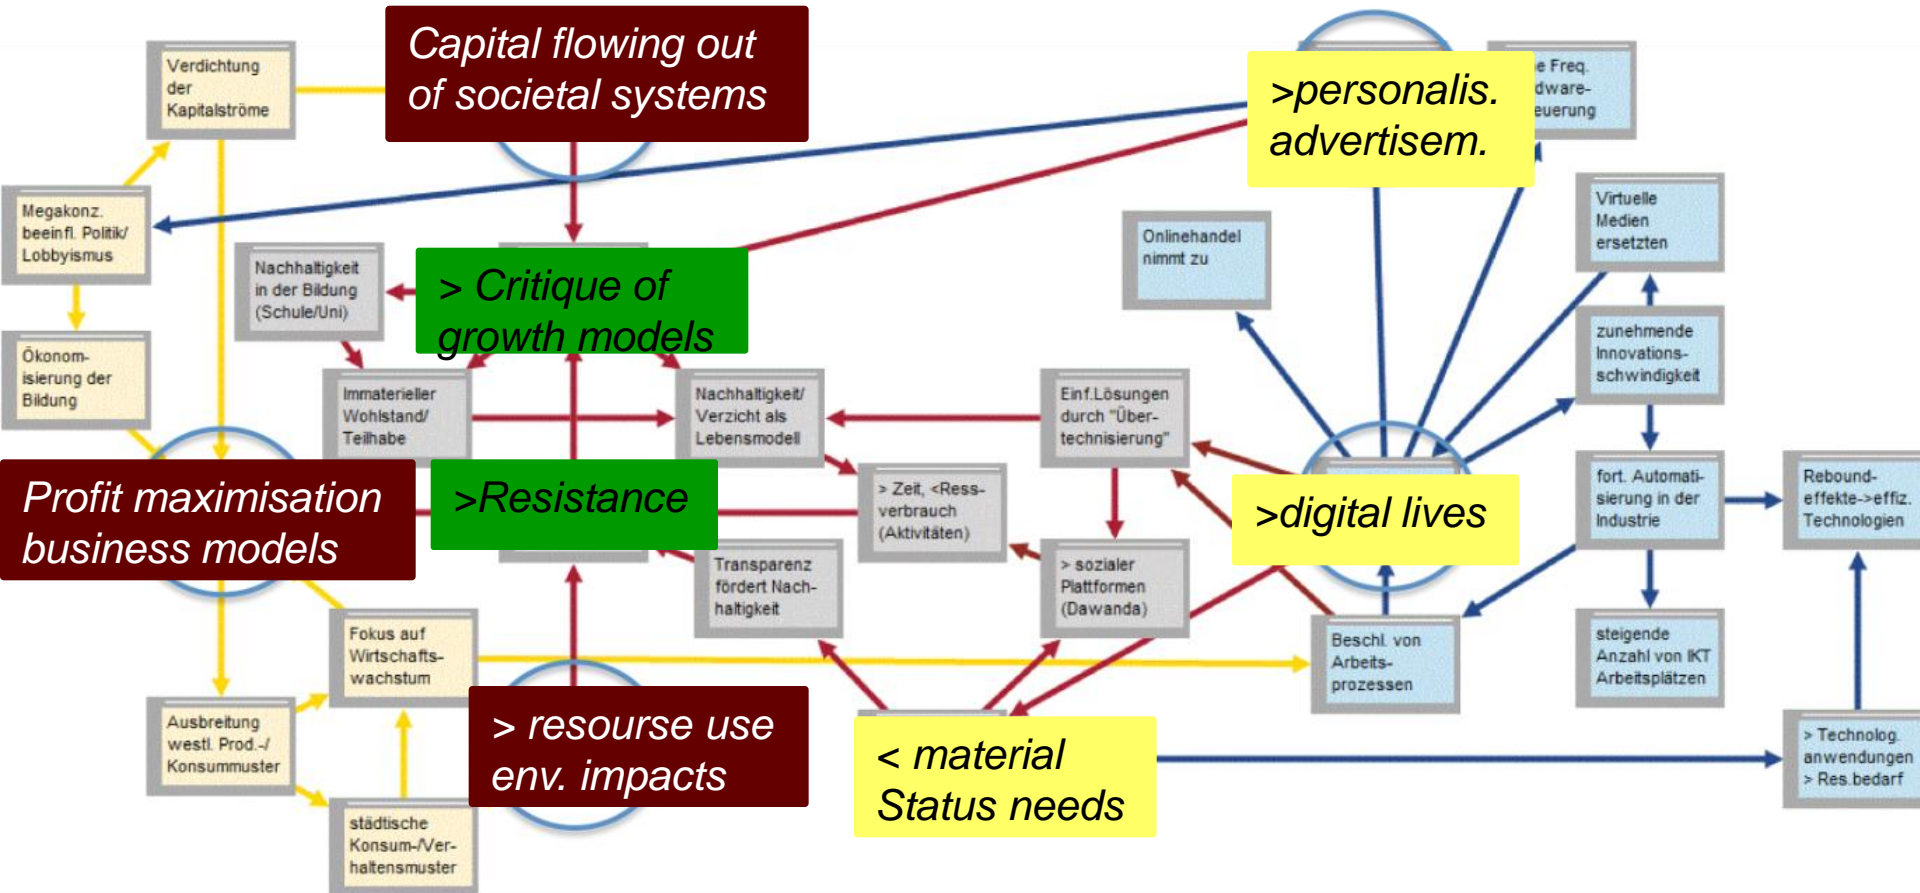 Capital flowing out
of societal systems
Verdichtung
der
Kapitalströme
>personalis.
advertisem.
e Freq.
dware-
euerung
Megakonz.
beeinfl. Politik/
Lobbyismus
Nachhaltigkeit
in der Bildung
(Schule/Uni)
> Critique of
growth models
Onlinehandel
nimmt zu
Virtuelle
Medien
ersetzten
Ökonom-
isierung der
Bildung
Immaterieller
Wohlstand/
Teilhabe
Nachhaltigkeit/
Verzicht als
Lebensmodell
Einf.Lösungen
durch "Über-
technisierung"
zunehmende
Innovations-
schwindigkeit
Profit maximisation
business models
>Resistance
> Zeit, <Ress-
verbrauch
(Aktivitäten)
>digital lives
fort. Automati-
sierung in der
Industrie
Rebound-
effekte->effiz.
Technologien
Transparenz
fördert Nach-
haltigkeit
> sozialer
Plattformen
(Dawanda)
Fokus auf
Wirtschafts-
wachstum
Beschl. von
Arbeits-
prozessen
steigende
Anzahl von IKT
Arbeitsplätzen
Ausbreitung
westl. Prod.-/
Konsummuster
> resourse use
env. impacts
< material
Status needs
> Technolog.
anwendungen
> Res.bedarf
städtische
Konsum-/Ver-
haltensmuster